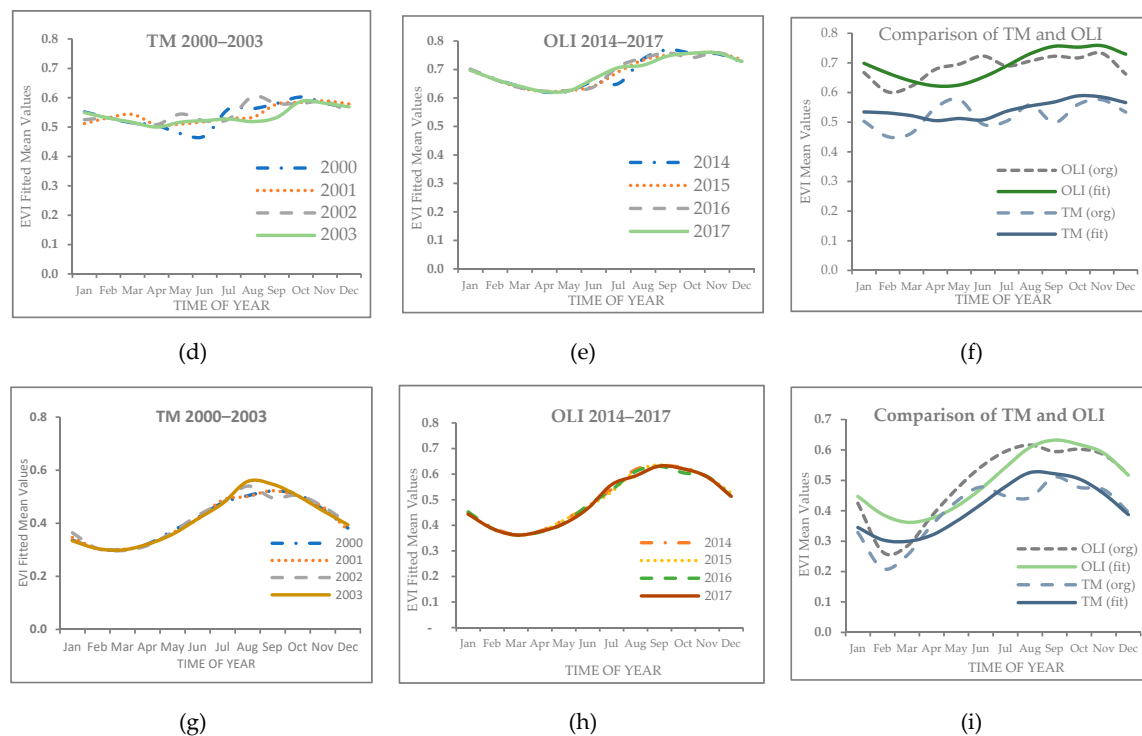 TM 2000–2003
EVI Fitted Mean Values
0.8
0.7
0.6
0.5
0.4
0.3
0.2
0.1
0.0
2000
2001
2002
2003
Jan Feb Mar Apr May Jun Jul Aug Sep Oct Nov Dec
TIME OF YEAR
(d)
OLI 2014–2017
EVI Fitted Mean Values
0.8
0.7
0.6
0.5
0.4
0.3
0.2
0.1
0.0
2014
2015
2016
2017
Jan Feb Mar Apr May Jun Jul Aug Sep Oct Nov Dec
TIME OF YEAR
(e)
Comparison of TM and OLI
EVI Mean Values
0.8
0.7
0.6
0.5
0.4
0.3
0.2
0.1
0.0
OLI (org)
OLI (fit)
TM (org)
TM (fit)
Jan Feb Mar Apr May Jun Jul Aug Sep Oct Nov Dec
TIME OF YEAR
(f)
TM 2000–2003
EVI Fitted Mean Values
0.8
0.6
0.4
0.2
0.0
2000
2001
2002
2003
Jan Feb Mar Apr May Jun Jul Aug Sep Oct Nov Dec
TIME OF YEAR
(g)
OLI 2014–2017
EVI Fitted Mean Values
0.8
0.7
0.6
0.5
0.4
0.3
0.2
0.1
-
2014
2015
2016
2017
Jan Feb Mar Apr May Jun Jul Aug Sep Oct Nov Dec
TIME OF YEAR
(h)
Comparison of TM and OLI
EVI Mean Values
0.7
0.6
0.5
0.4
0.3
0.2
0.1
0.0
OLI (org)
OLI (fit)
TM (org)
TM (fit)
Jan Feb Mar Apr May Jun Jul Aug Sep Oct Nov Dec
TIME OF YEAR
(i)